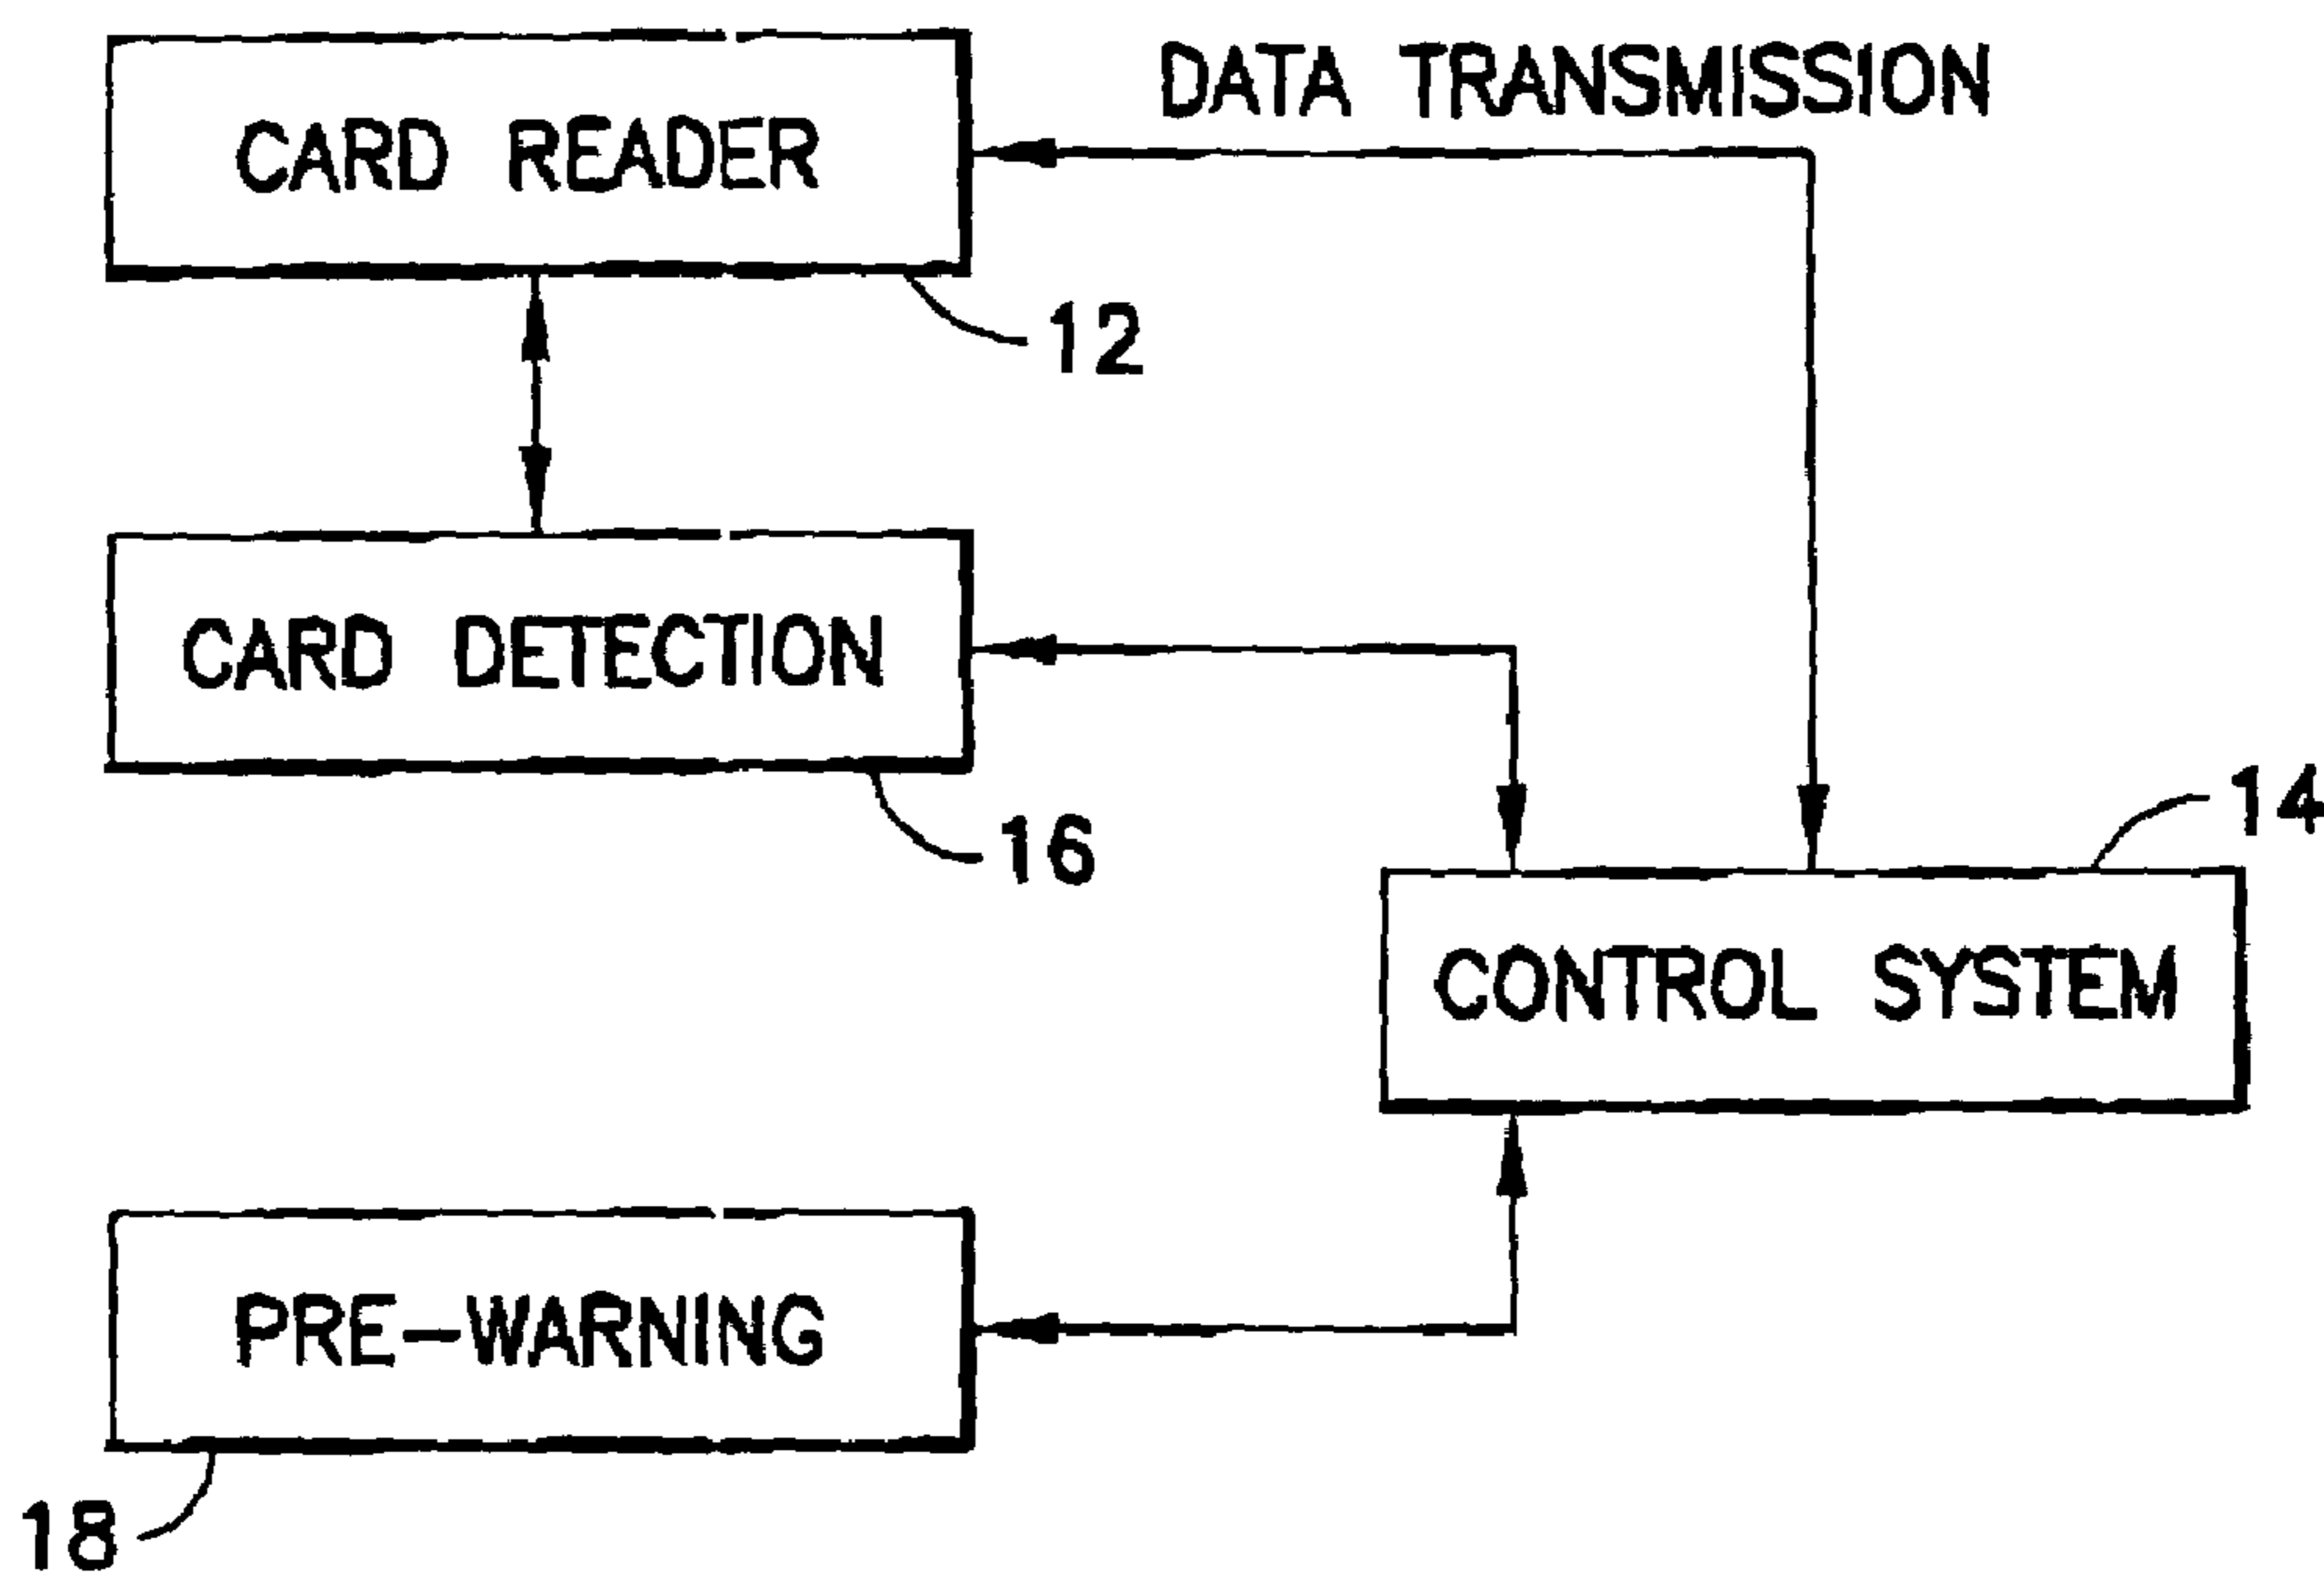 DATA TRANSMISSION
CARD READER
12
CARD DETECTION
16
14
CONTROL SYSTEM
PRE-WARNING
18